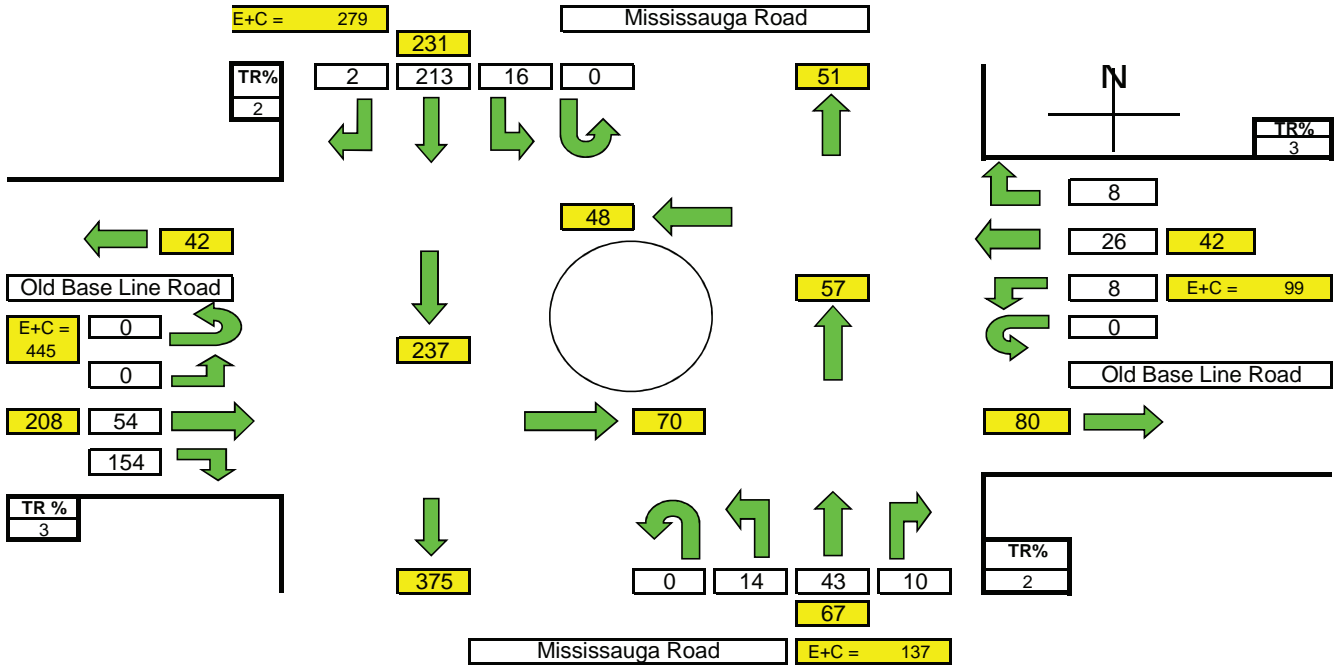 E+C = 279
Mississauga Road
231
TR%
2
2 213 16 0
51
N
TR%
3
8
48
42
26 42
Old Base Line Road
8 E+C = 99
57
E+C =
445
0
0
237
0
Old Base Line Road
208 54
70
80
154
TR %
3
TR%
2
375
0 14 43 10
67
Mississauga Road
E+C = 137